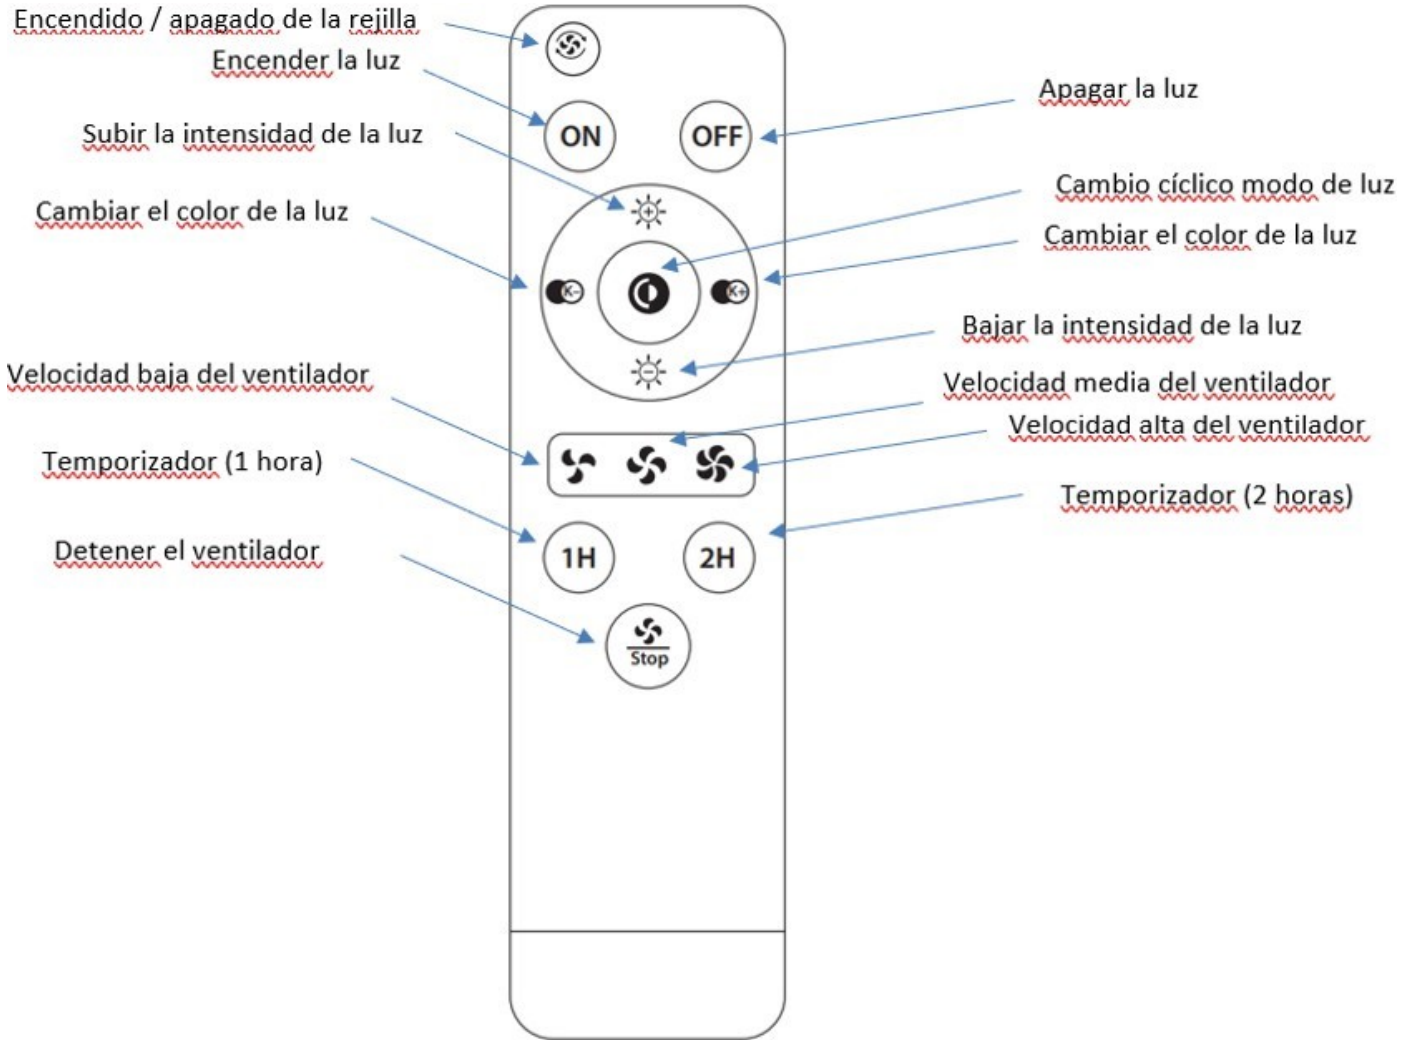 Encendido / apagado de la rejilla
Encender la luz
Apagar la luz
Subir la intensidad de la luz
ON
OFF
Cambio cíclico modo de luz
Cambiar el color de la luz
Cambiar el color de la luz
K-
K+
Bajar la intensidad de la luz
Velocidad baja del ventilador
Velocidad media del ventilador
Velocidad alta del ventilador
Temporizador (1 hora)
Temporizador (2 horas)
Detener el ventilador
1H
2H
Stop